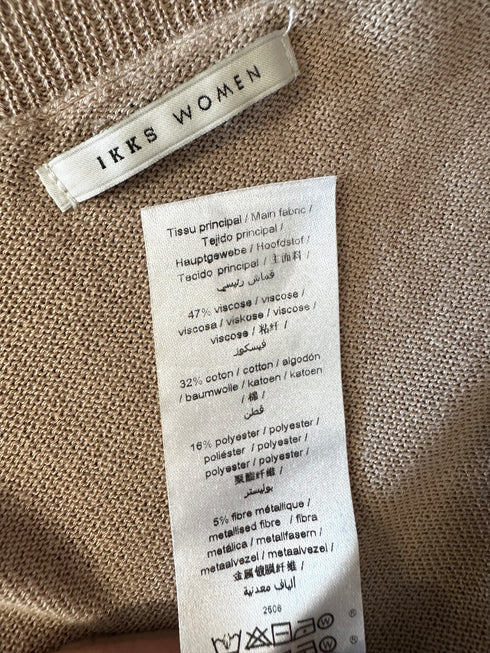 IKKS WOMEN
Tissu principal / Main fabric /
Tejido principal /
Hauptgewebe / Hoofdstof /
Tecido principal / 主面料 /
قماش رئيسي
47% viscose / viscose /
viscosa / viskose / viscose /
viscose / 粘纤 /
فيسكوز
32% coton / cotton / algodón
/ baumwolle / katoen / katoen
/ 棉 /
قطن
16% polyester / polyester /
poliéster / polyester /
polyester / polyester /
聚酯纤维 /
بوليستر
5% fibre métallique /
metallised fibre / fibra
metálica / metallfasern /
metaalvezel / metaalvezel /
金属镀膜纤维 /
ألياف معدنية
2506